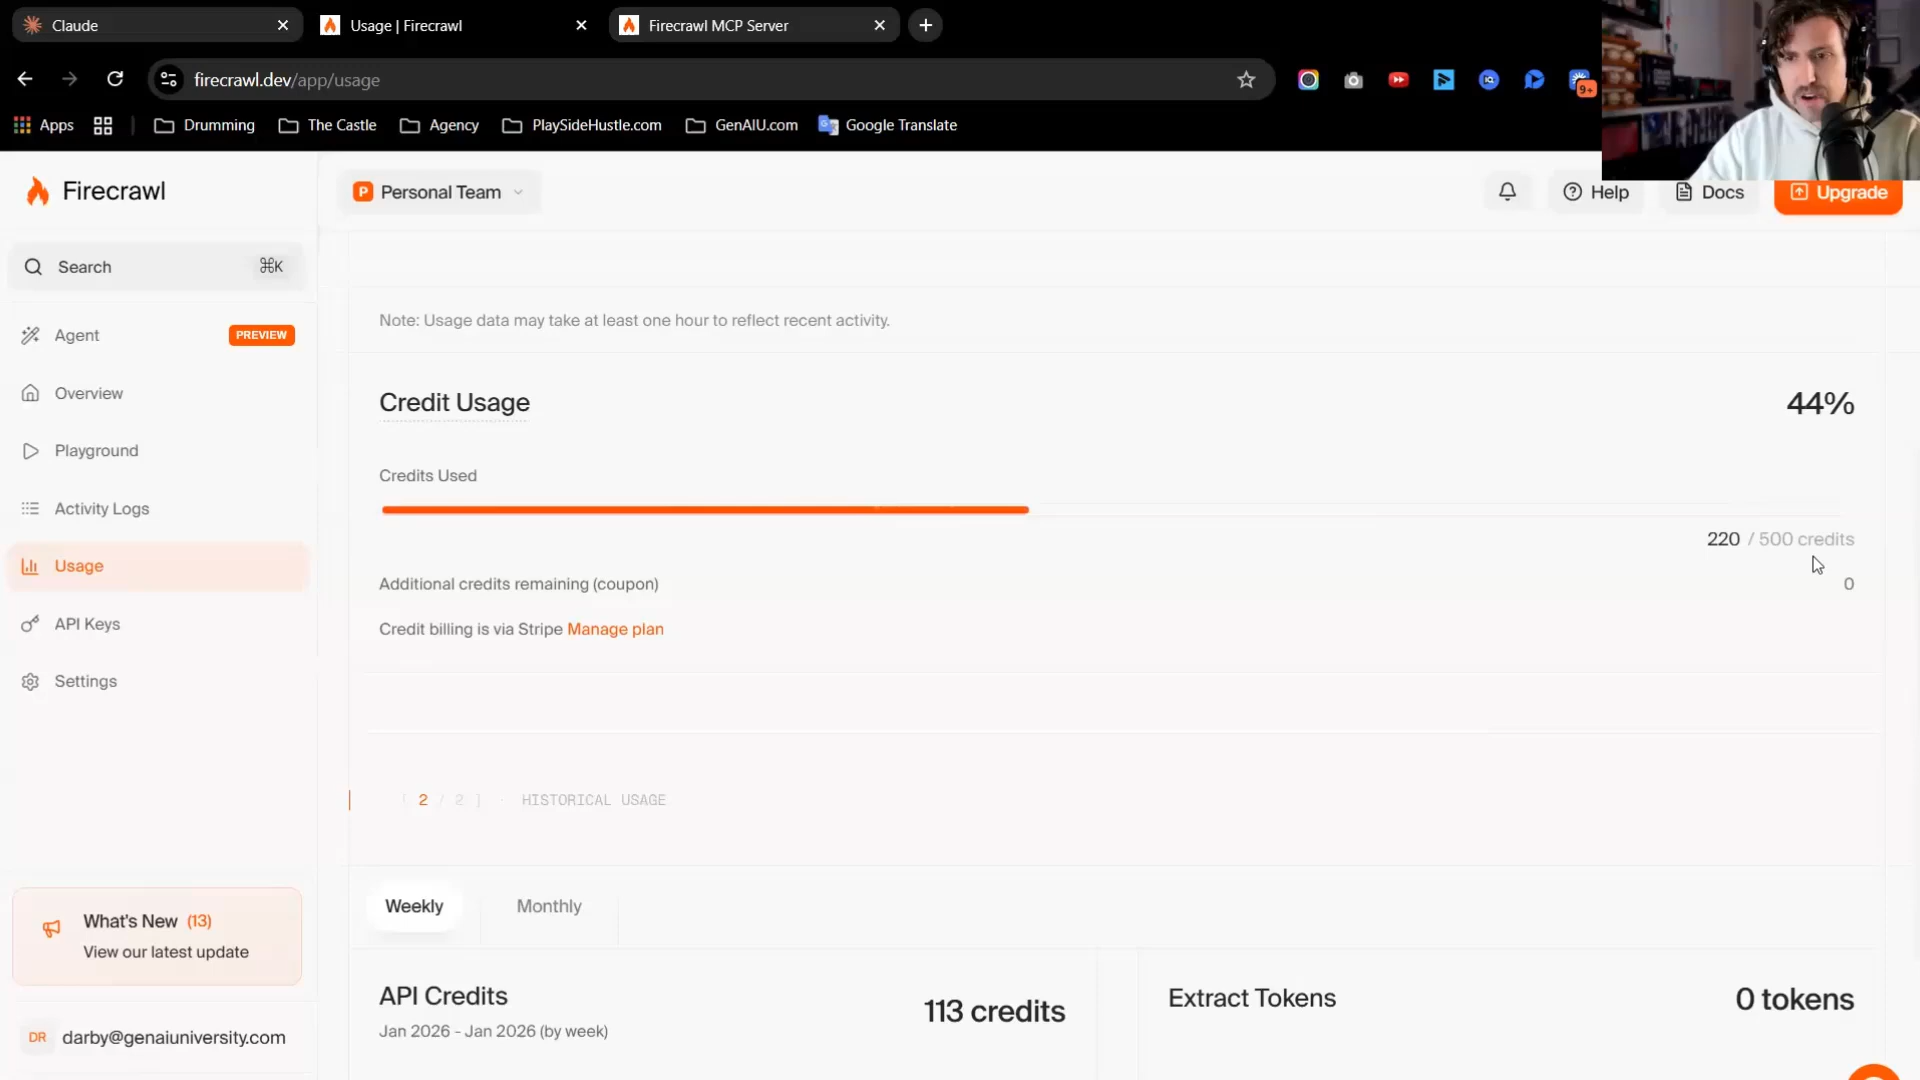 Claude
Usage | Firecrawl
Firecrawl MCP Server
firecrawl.dev/app/usage
9+
Apps
Drumming
The Castle
Agency
PlaySideHustle.com
GenAIU.com
Google Translate
Firecrawl
P Personal Team
Help
Docs
Upgrade
Search
⌘K
Agent
PREVIEW
Overview
Playground
Activity Logs
Usage
API Keys
Settings
What's New (13)
View our latest update
DR darby@genaiuniversity.com
Note: Usage data may take at least one hour to reflect recent activity.
Credit Usage
44%
Credits Used
220 / 500 credits
Additional credits remaining (coupon)
0
Credit billing is via Stripe Manage plan
[ 2 / 2 ] · HISTORICAL USAGE
Weekly
Monthly
API Credits
113 credits
Jan 2026 - Jan 2026 (by week)
Extract Tokens
0 tokens